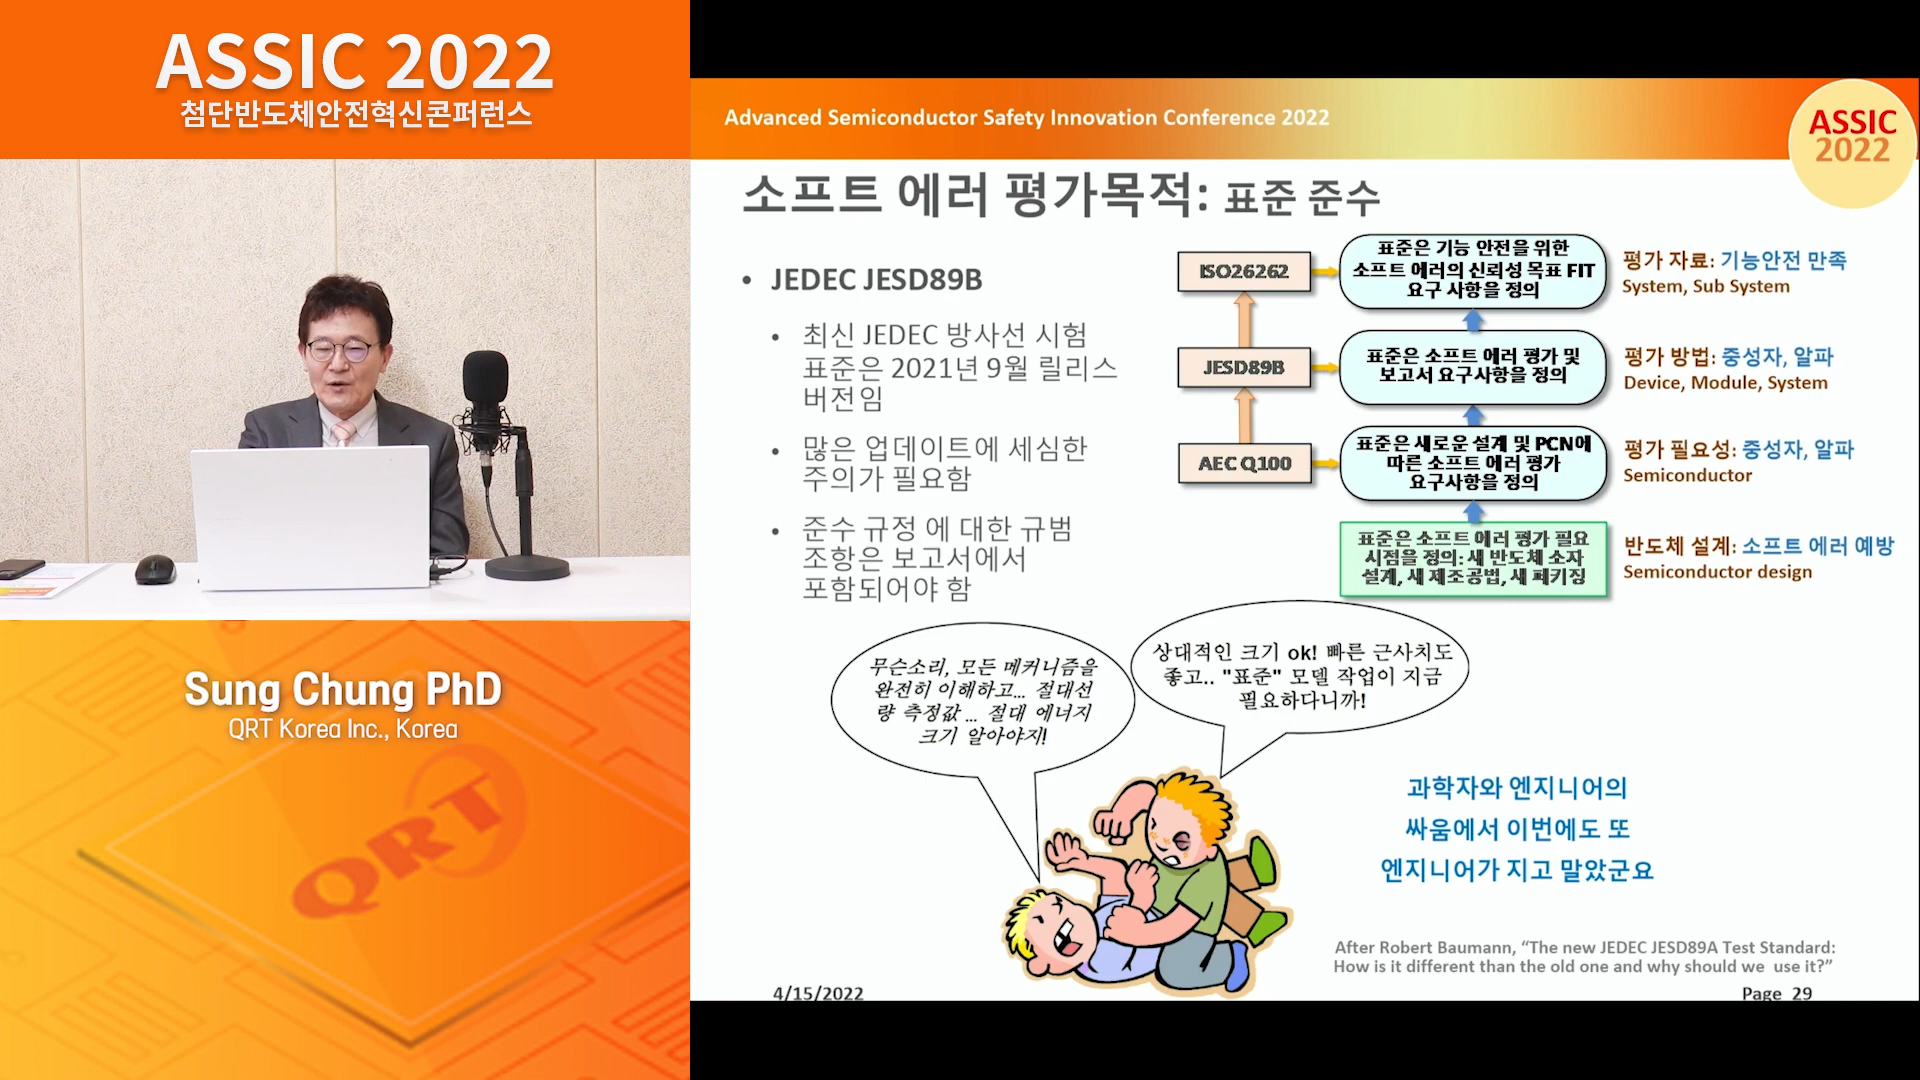 ASSIC 2022
첨단반도체안전혁신콘퍼런스
Sung Chung PhD
QRT Korea Inc., Korea
QRT
Advanced Semiconductor Safety Innovation Conference 2022
ASSIC
2022
소프트 에러 평가목적: 표준 준수
• JEDEC JESD89B
• 최신 JEDEC 방사선 시험
표준은 2021년 9월 릴리스
버전임
• 많은 업데이트에 세심한
주의가 필요함
• 준수 규정 에 대한 규범
조항은 보고서에서
포함되어야 함
ISO26262
표준은 기능 안전을 위한
소프트 에러의 신뢰성 목표 FIT
요구 사항을 정의
평가 자료: 기능안전 만족
System, Sub System
JESD89B
표준은 소프트 에러 평가 및
보고서 요구사항을 정의
평가 방법: 중성자, 알파
Device, Module, System
AEC Q100
표준은 새로운 설계 및 PCN에
따른 소프트 에러 평가
요구사항을 정의
평가 필요성: 중성자, 알파
Semiconductor
표준은 소프트 에러 평가 필요
시점을 정의: 새 반도체 소자
설계, 새 제조공법, 새 페키징
반도체 설계: 소프트 에러 예방
Semiconductor design
무슨소리, 모든 메커니즘을
완전히 이해하고... 절대선
량 측정값 ... 절대 에너지
크기 알아야지!
상대적인 크기 ok! 빠른 근사치도
좋고.. "표준" 모델 작업이 지금
필요하다니까!
과학자와 엔지니어의
싸움에서 이번에도 또
엔지니어가 지고 말았군요
After Robert Baumann, “The new JEDEC JESD89A Test Standard:
How is it different than the old one and why should we use it?”
4/15/2022
Page 29